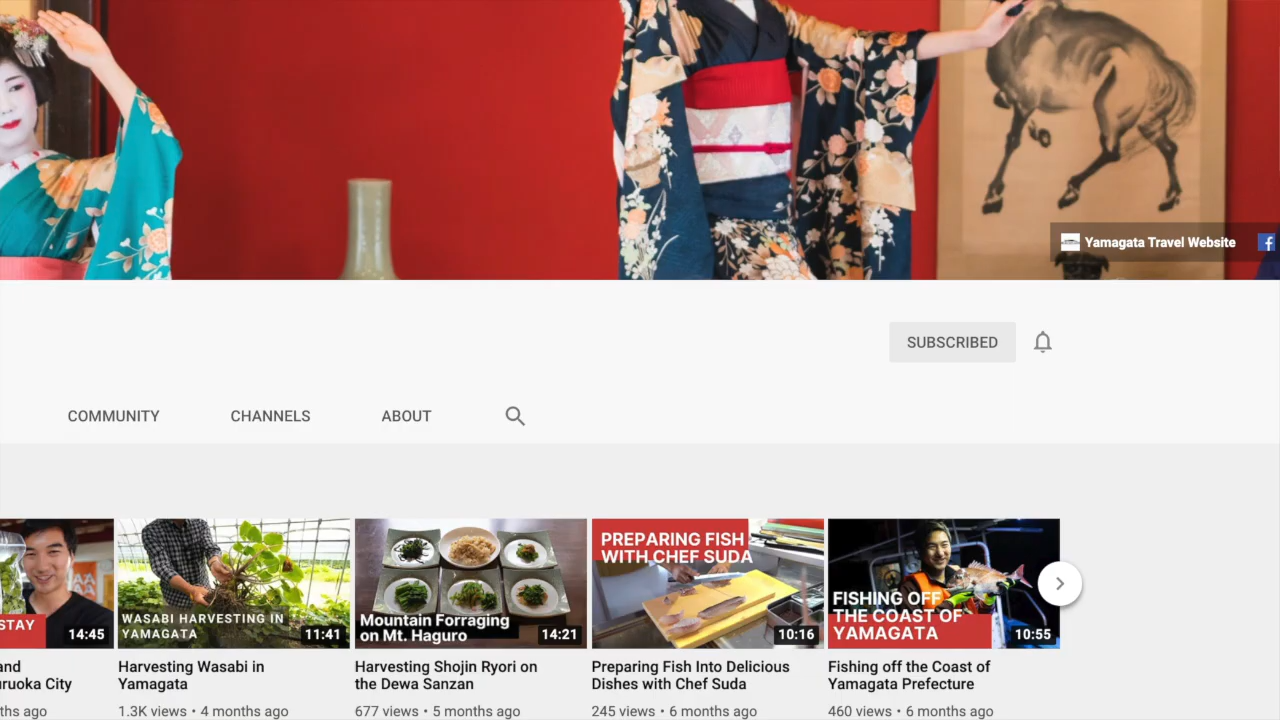 Yamagata Travel Website
SUBSCRIBED
COMMUNITY
CHANNELS
ABOUT
STAY
14:45
WASABI HARVESTING IN
YAMAGATA
11:41
Mountain Forraging
on Mt. Haguro
14:21
PREPARING FISH
WITH CHEF SUDA
10:16
FISHING OFF
THE COAST OF
YAMAGATA
10:55
and
ruoka City
ths ago
Harvesting Wasabi in
Yamagata
1.3K views • 4 months ago
Harvesting Shojin Ryori on
the Dewa Sanzan
677 views • 5 months ago
Preparing Fish Into Delicious
Dishes with Chef Suda
245 views • 6 months ago
Fishing off the Coast of
Yamagata Prefecture
460 views • 6 months ago